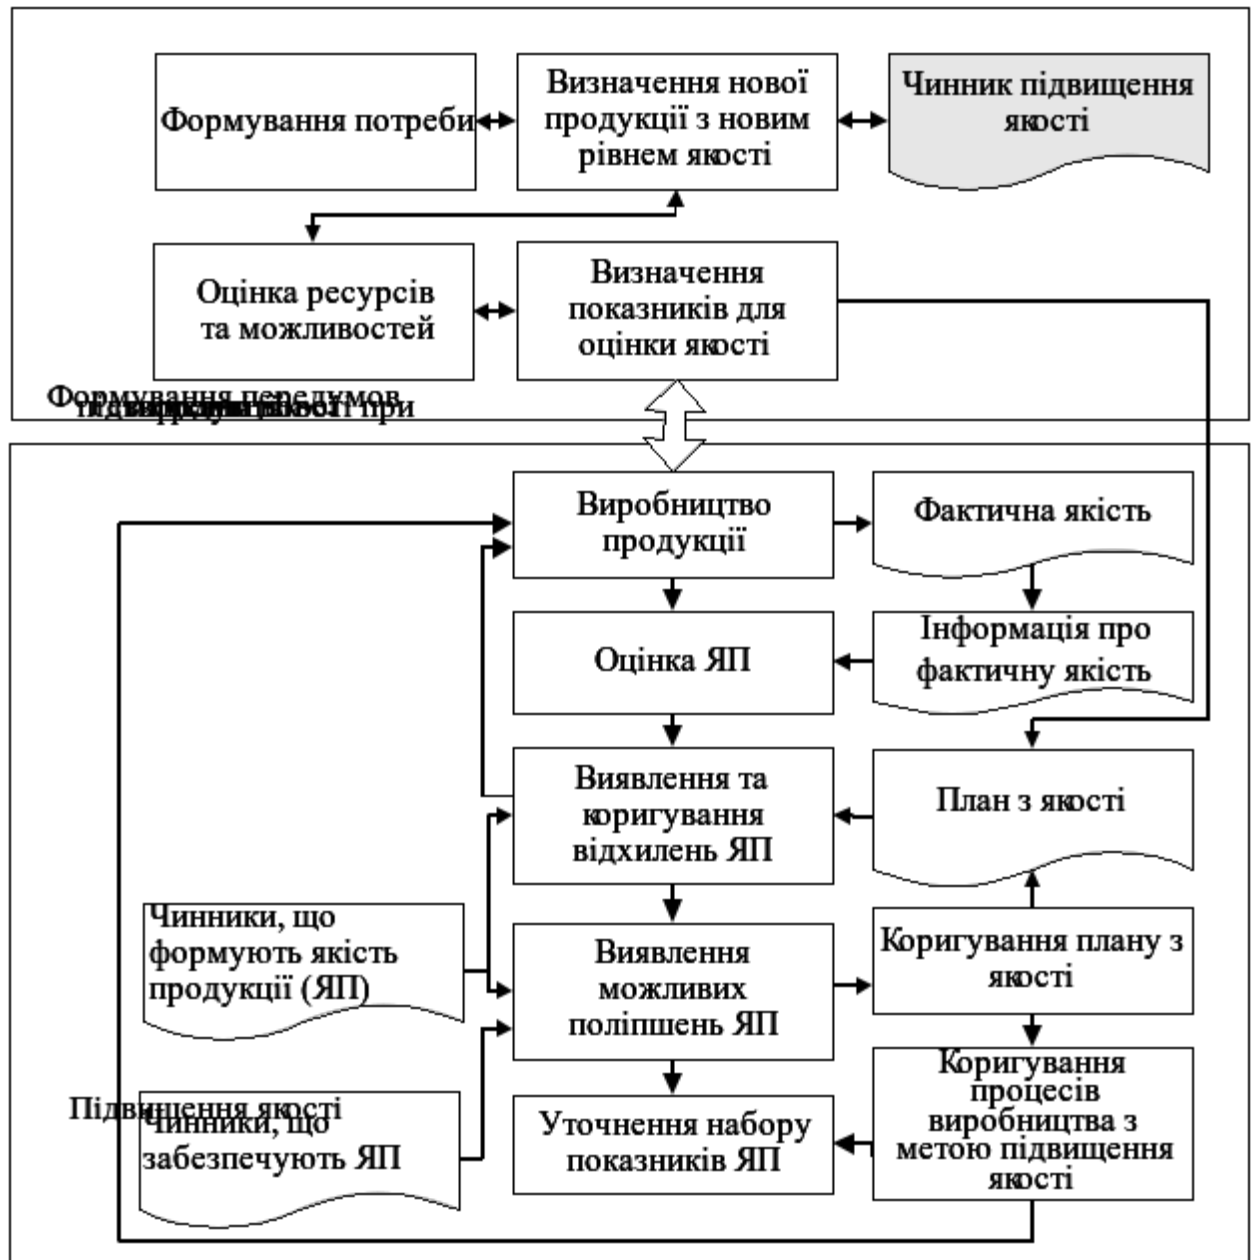 Формування потреби
Визначення нової
продукції з новим
рівнем якості
Чинник підвищення
якості
Оцінка ресурсів
та можливостей
Визначення
показників для
оцінки якості
Формування передумов
при
Виробництво
продукції
Фактична якість
Оцінка ЯП
Інформація про
фактичну якість
Виявлення та
коригування
відхилень ЯП
План з якості
Чинники, що
формують якість
продукції (ЯП)
Виявлення
можливих
поліпшень ЯП
Коригування плану з
якості
Підвищення якості
Чинники, що
забезпечують ЯП
Уточнення набору
показників ЯП
Коригування
процесів
виробництва з
метою підвищення
якості